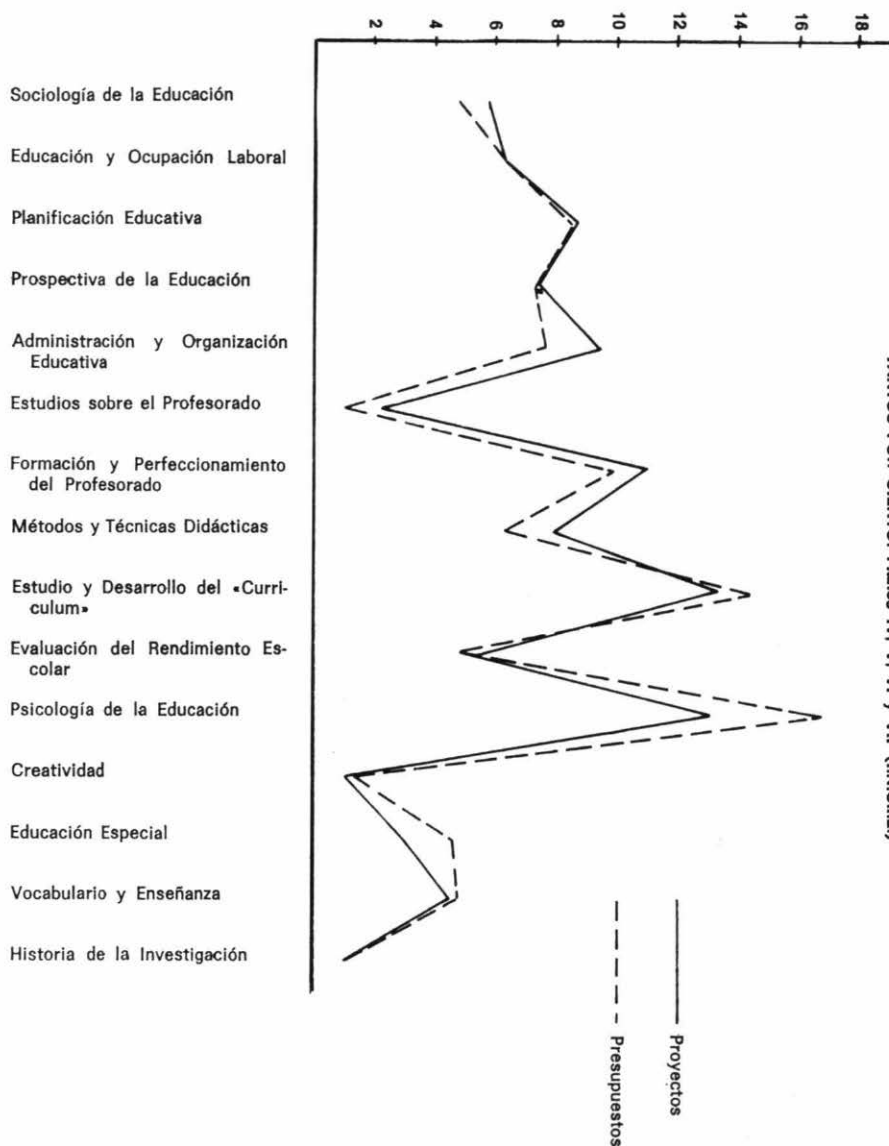 2 4 6 8 10 12 14 16 18
Sociología de la Educación
Educación y Ocupación Laboral
Planificación Educativa
Prospectiva de la Educación
Administración y Organización
Educativa
Estudios sobre el Profesorado
Formación y Perfeccionamiento
del Profesorado
Métodos y Técnicas Didácticas
Estudio y Desarrollo del «Curri-
culum»
Evaluación del Rendimiento Es-
colar
Psicología de la Educación
Creatividad
Educación Especial
Vocabulario y Enseñanza
Historia de la Investigación
Proyectos
Presupuestos